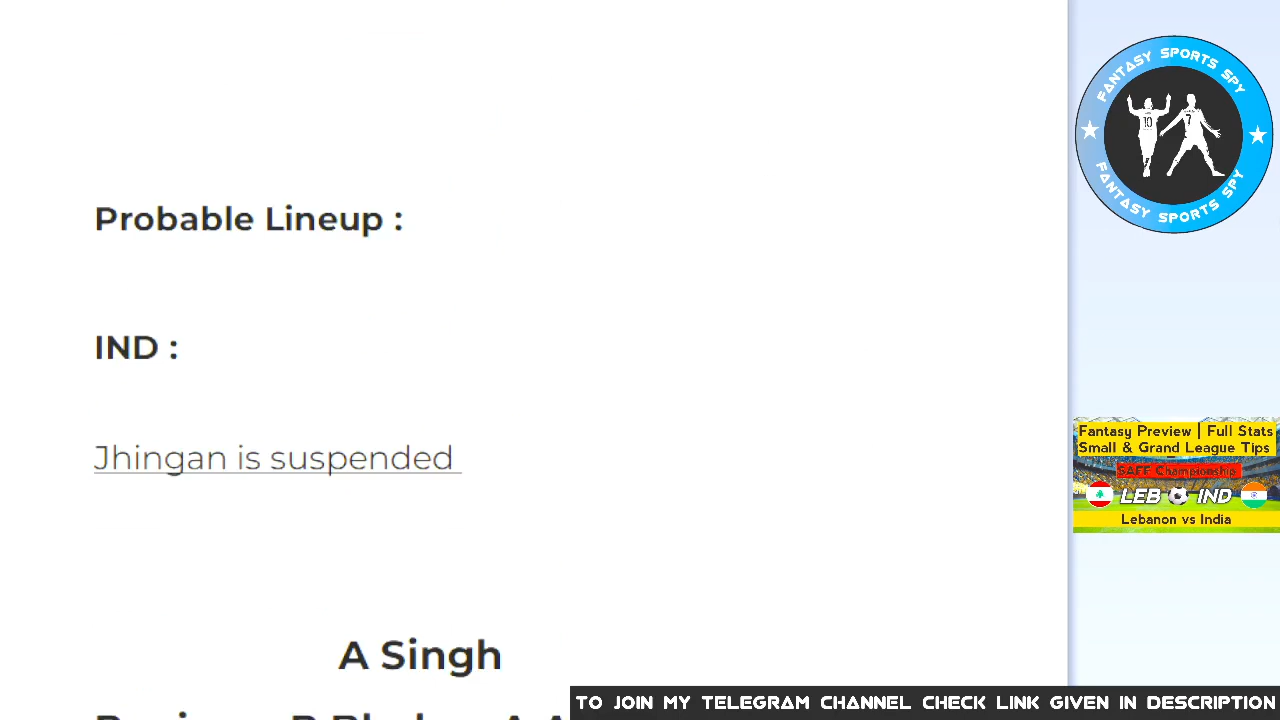 Probable Lineup :
IND :
Jhingan is suspended
A Singh
FANTASY SPORTS SPY
10
7
FANTASY SPORTS SPY
Fantasy Preview | Full Stats
Small & Grand League Tips
SAFF Championship
LEB IND
Lebanon vs India
TO JOIN MY TELEGRAM CHANNEL CHECK LINK GIVEN IN DESCRIPTION